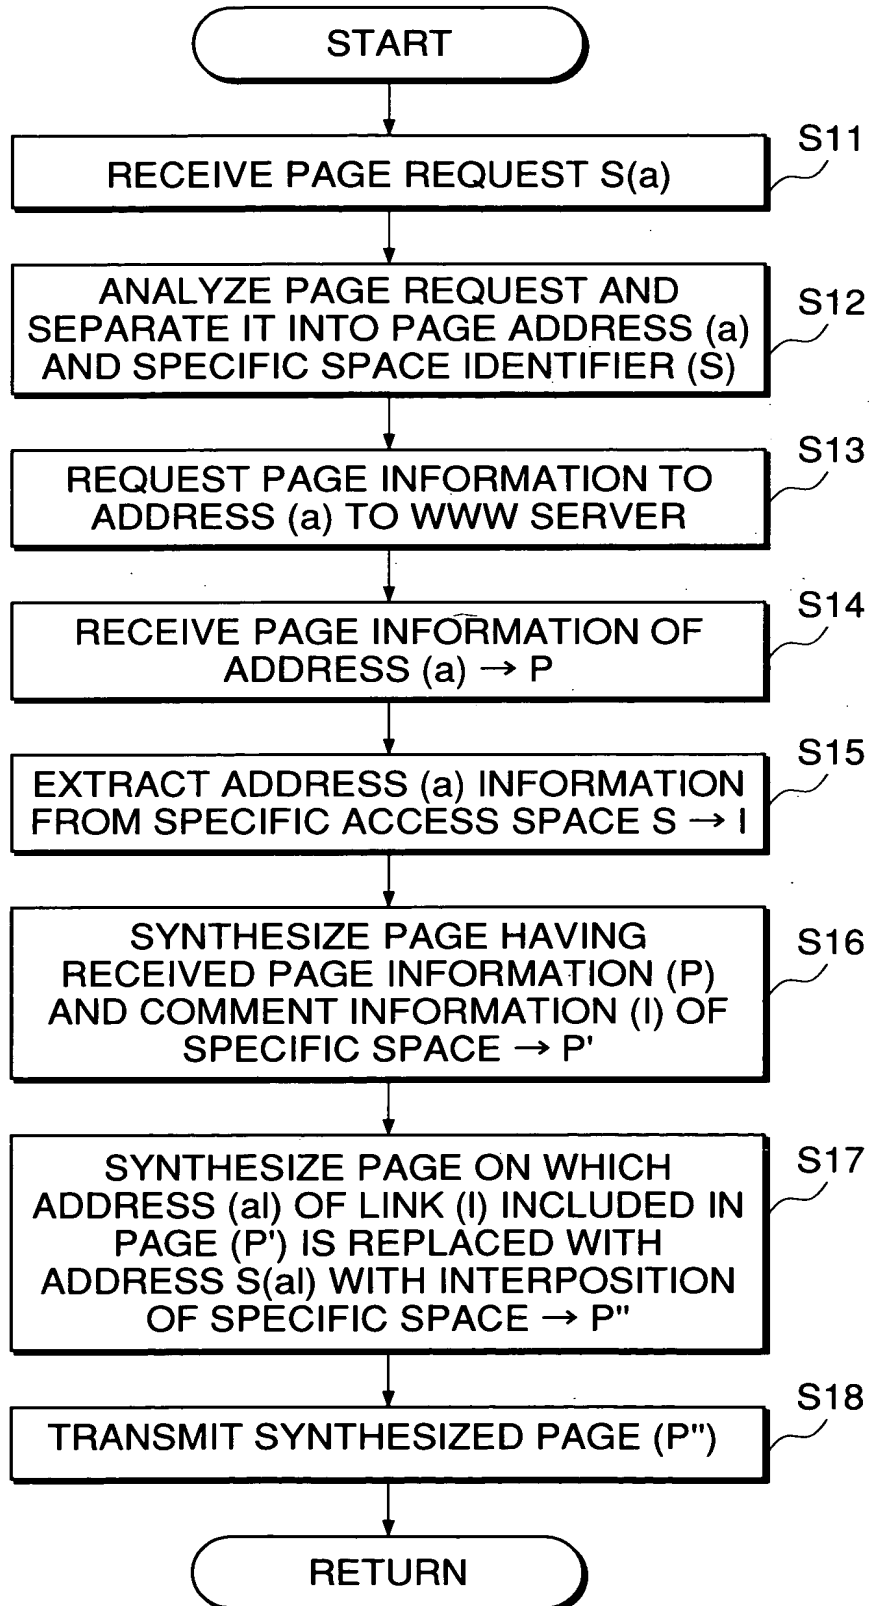 START
S11
RECEIVE PAGE REQUEST S(a)
S12
ANALYZE PAGE REQUEST AND
SEPARATE IT INTO PAGE ADDRESS (a)
AND SPECIFIC SPACE IDENTIFIER (S)
S13
REQUEST PAGE INFORMATION TO
ADDRESS (a) TO WWW SERVER
S14
RECEIVE PAGE INFORMATION OF
ADDRESS (a) → P
S15
EXTRACT ADDRESS (a) INFORMATION
FROM SPECIFIC ACCESS SPACE S → I
S16
SYNTHESIZE PAGE HAVING
RECEIVED PAGE INFORMATION (P)
AND COMMENT INFORMATION (I) OF
SPECIFIC SPACE → P'
S17
SYNTHESIZE PAGE ON WHICH
ADDRESS (al) OF LINK (l) INCLUDED IN
PAGE (P') IS REPLACED WITH
ADDRESS S(al) WITH INTERPOSITION
OF SPECIFIC SPACE → P"
S18
TRANSMIT SYNTHESIZED PAGE (P")
RETURN